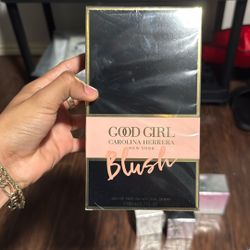 GOOD GIRL
CAROLINA HERRERA
NEW YORK
Blush